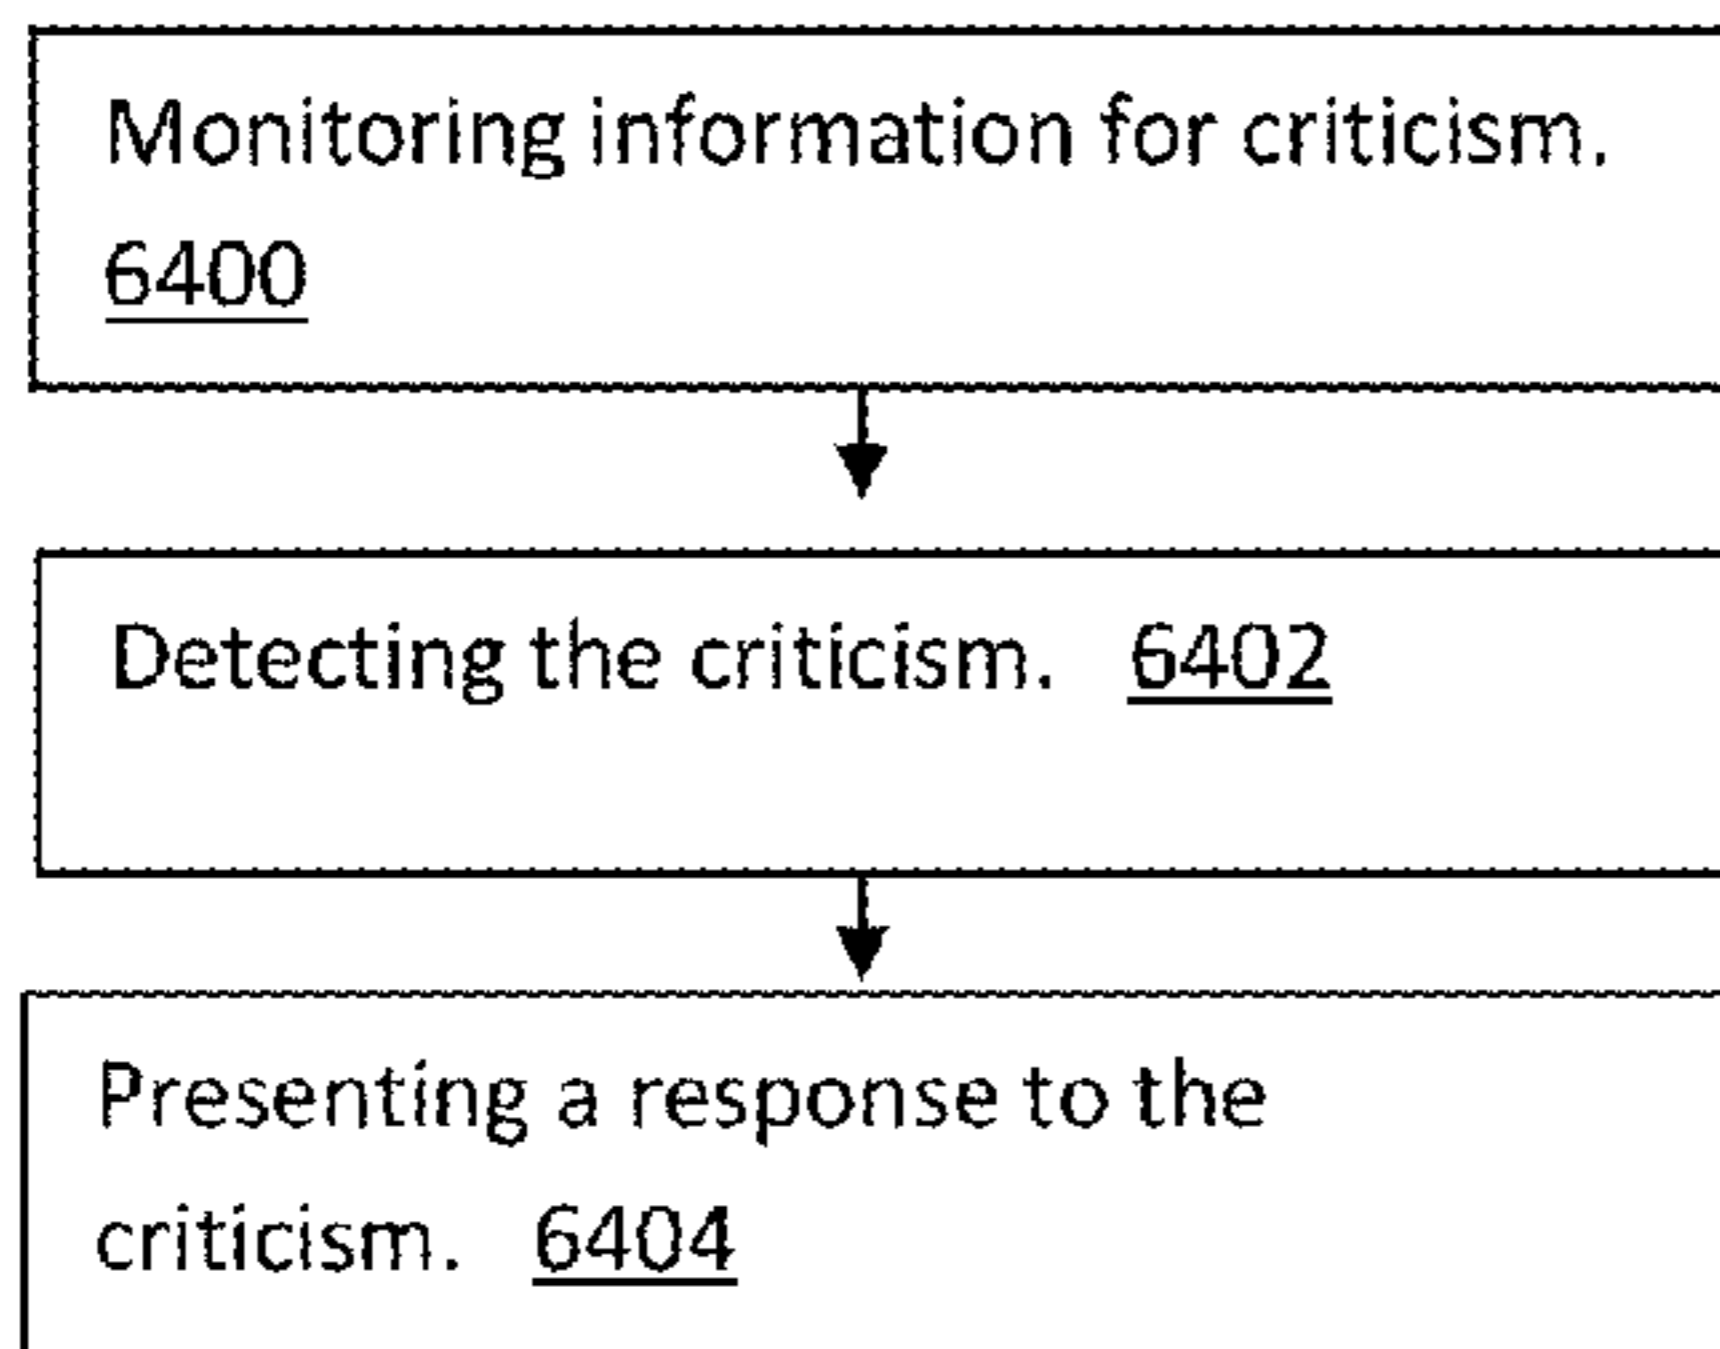 Monitoring information for criticism.
6400
Detecting the criticism. 6402
Presenting a response to the
criticism. 6404